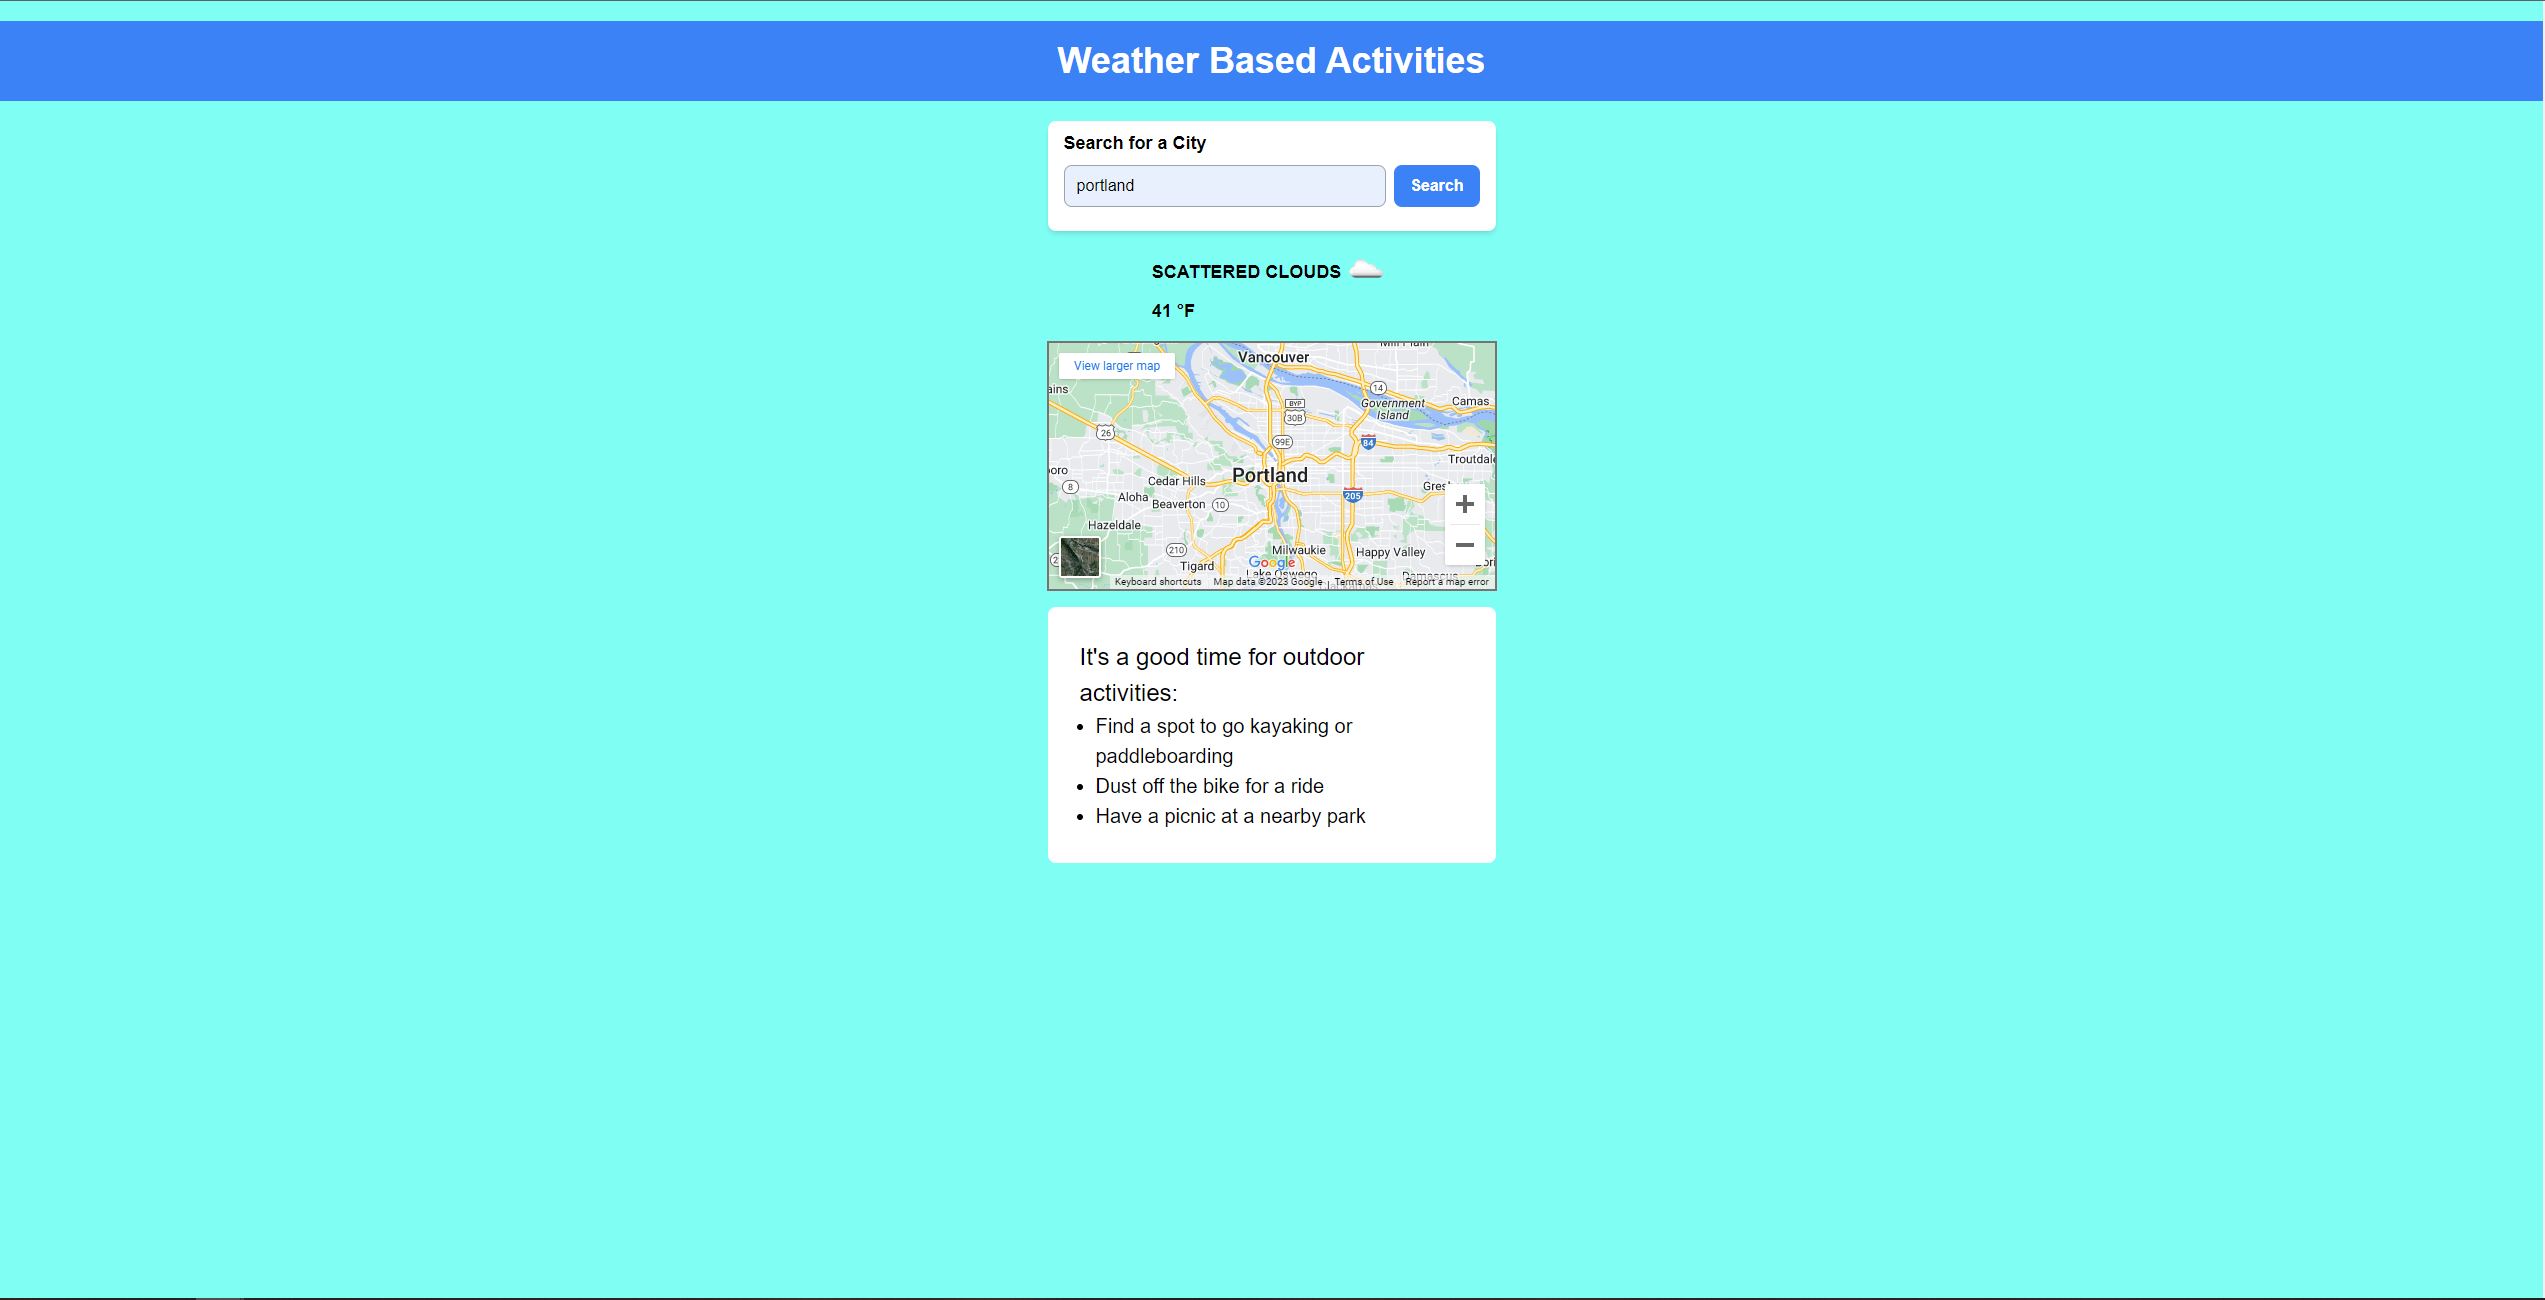 Weather Based Activities
Search for a City
portland
Search
SCATTERED CLOUDS
41 °F
View larger map
Vancouver
14
ains
Government
Island
Camas
BYP
30B
26
99E
84
Troutdale
oro
Portland
8
Cedar Hills
Gres
205
Aloha
Beaverton
10
Hazeldale
210
Milwaukie
Happy Valley
Tigard
Google
Lake Oswego
Damascus
Keyboard shortcuts
Map data ©2023 Google
Terms of Use
Report a map error
It's a good time for outdoor
activities:
• Find a spot to go kayaking or
paddleboarding
• Dust off the bike for a ride
• Have a picnic at a nearby park